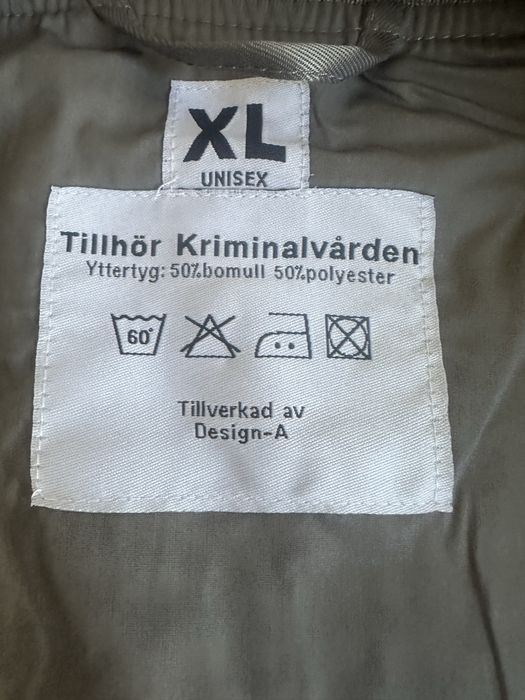 XL
UNISEX
Tillhör Kriminalvården
Yttertyg: 50%bomull 50%polyester
60°
Tillverkad av
Design-A